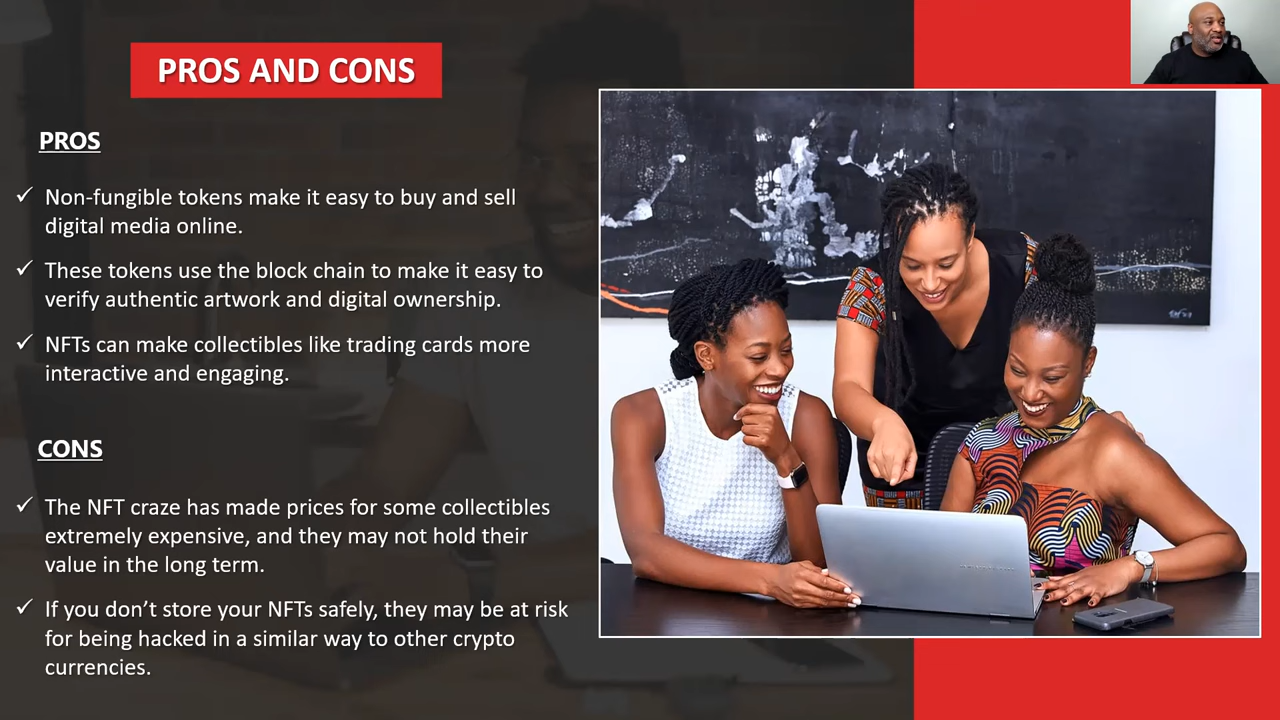 PROS AND CONS
PROS
Non-fungible tokens make it easy to buy and sell
digital media online.
These tokens use the block chain to make it easy to
verify authentic artwork and digital ownership.
NFTs can make collectibles like trading cards more
interactive and engaging.
CONS
The NFT craze has made prices for some collectibles
extremely expensive, and they may not hold their
value in the long term.
If you don’t store your NFTs safely, they may be at risk
for being hacked in a similar way to other crypto
currencies.